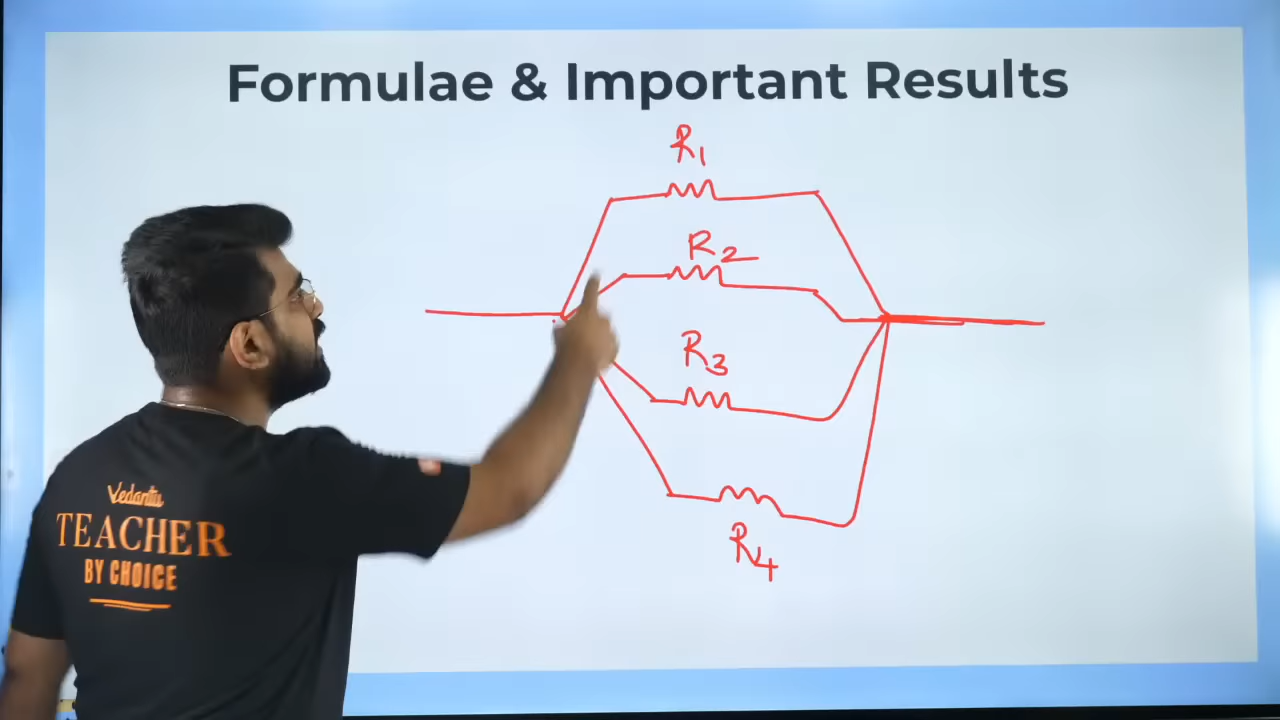 Formulae & Important Results
R1
R2
R3
R4
Vedantu
TEACHER
BY CHOICE